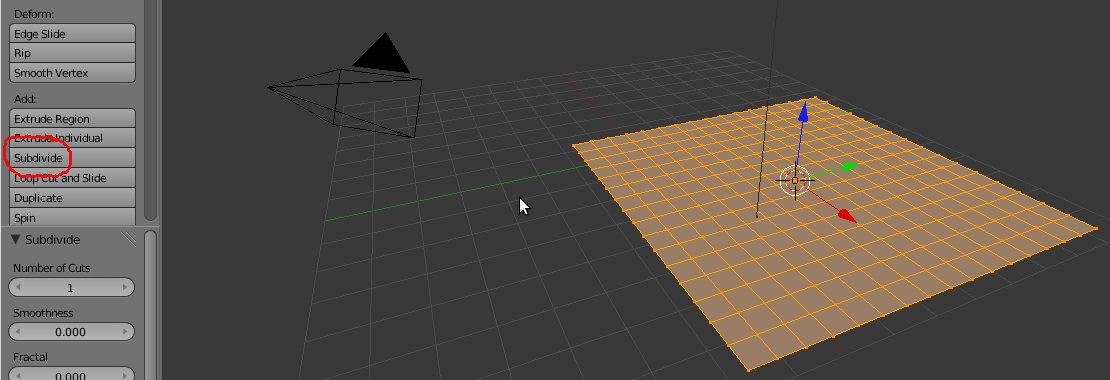 Deform:
Edge Slide
Rip
Smooth Vertex
Add:
Extrude Region
Extrude Individual
Subdivide
Loop Cut and Slide
Duplicate
Spin
Subdivide
Number of Cuts
1
Smoothness
0.000
Fractal
0.000